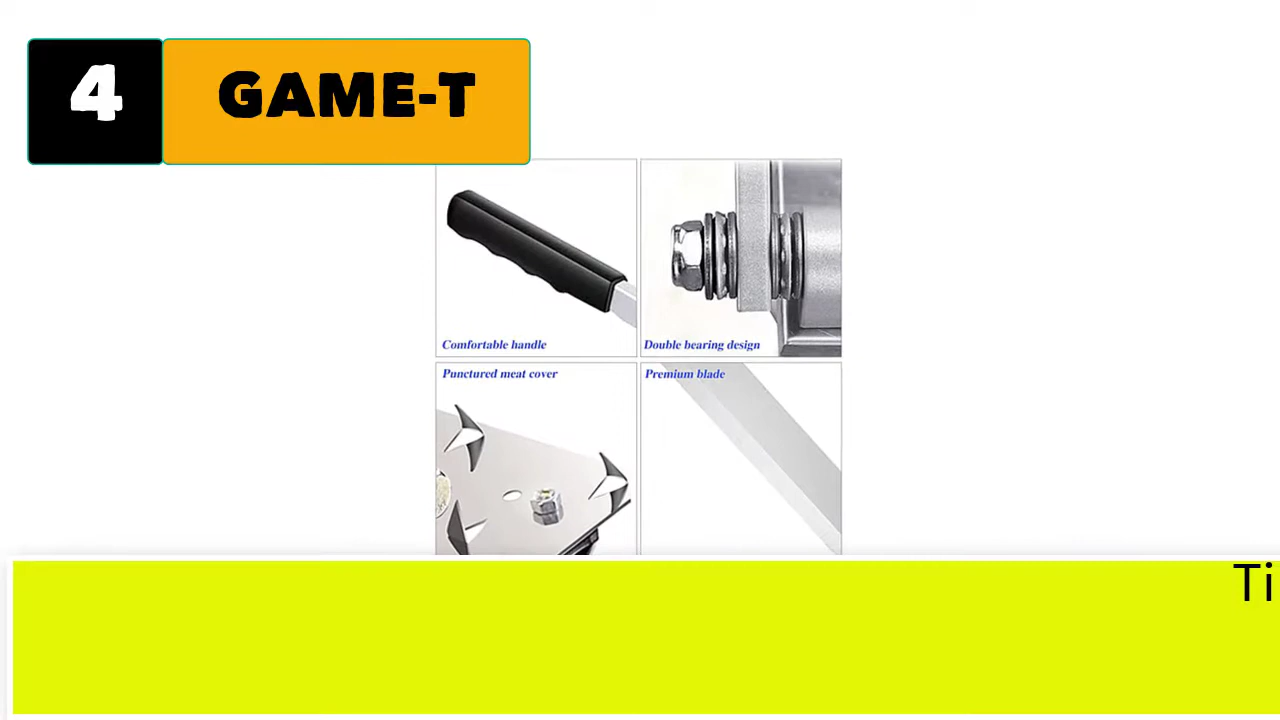 4 GAME-T
Comfortable handle
Double bearing design
Punctured meat cover
Premium blade
Ti